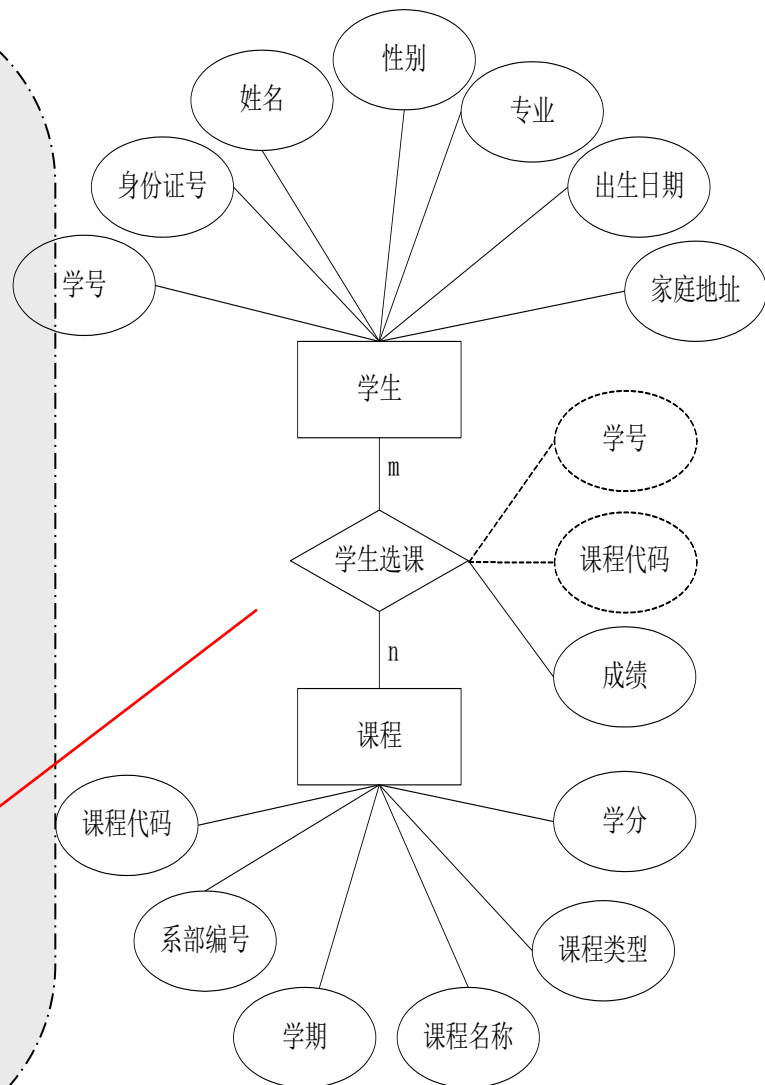 性别
姓名
专业
身份证号
出生日期
学号
家庭地址
学生
学号
m
学生选课
课程代码
n
成绩
课程
课程代码
学分
系部编号
课程类型
学期
课程名称